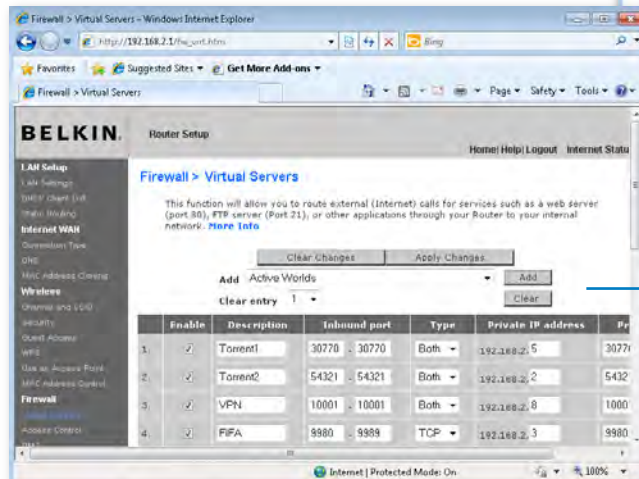 Firewall > Virtual Servers - Windows Internet Explorer
http://192.168.2.1/fw_virt.htm
Bing
Favorites Suggested Sites Get More Add-ons
Firewall > Virtual Servers Page Safety Tools
BELKIN. Router Setup
Home|Help|Logout Internet Statu
LAN Setup
LAN Settings
DHCP Client List
Static Routing
Internet WAN
Connection Type
DNS
MAC Address Cloning
Wireless
Channel and SSID
Security
Guest Access
WPS
Use as Access Point
MAC Address Control
Firewall
Access Control
Firewall > Virtual Servers
This function will allow you to route external (Internet) calls for services such as a web server
(port 80), FTP server (Port 21), or other applications through your Router to your internal
network. More Info
Clear Changes Apply Changes
Add Active Worlds Add
Clear entry 1 Clear
Enable Description Inbound port Type Private IP address Pr
1. Torrent1 30770 - 30770 Both 192.168.2. 5 3077
2. Torrent2 54321 - 54321 Both 192.168.2. 2 5432
3. VPN 10001 - 10001 Both 192.168.2. 8 1000
4. FIFA 9980 - 9989 TCP 192.168.2. 3 9980
Internet | Protected Mode: On 100%